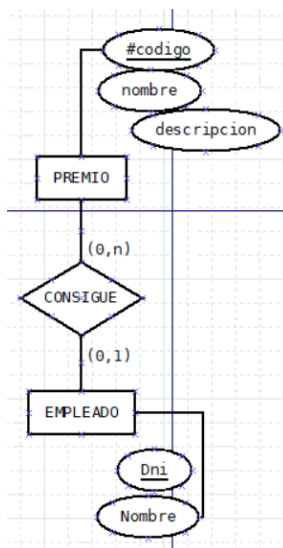 #codigo
nombre
descripcion
PREMIO
(0,n)
CONSIGUE
(0,1)
EMPLEADO
Dni
Nombre